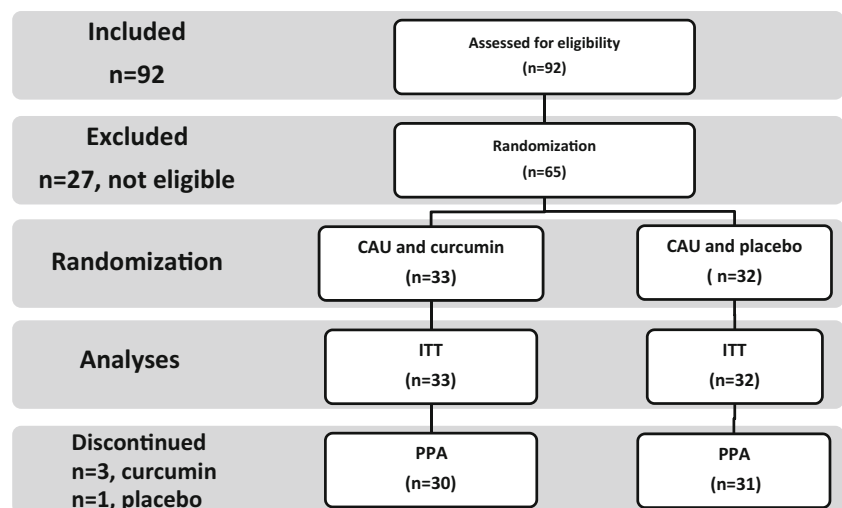 Included
n=92
Assessed for eligibility
(n=92)
Excluded
n=27, not eligible
Randomization
(n=65)
Randomization
CAU and curcumin
(n=33)
CAU and placebo
( n=32)
Analyses
ITT
(n=33)
ITT
(n=32)
Discontinued
n=3, curcumin
n=1, placebo
PPA
(n=30)
PPA
(n=31)